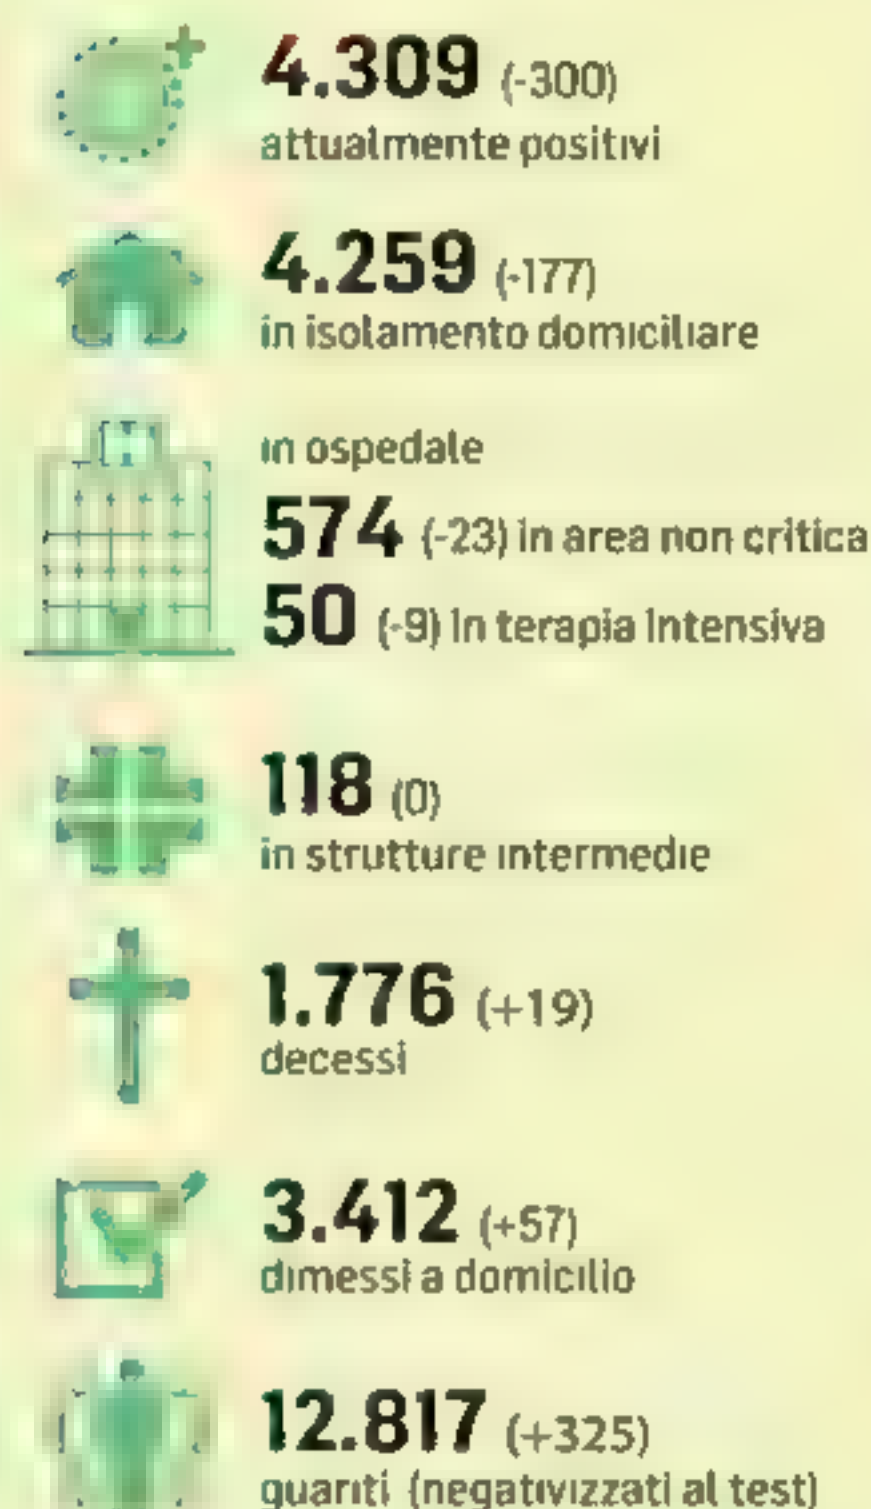 4.309 (-300)
attualmente positivi
4.259 (-177)
in isolamento domiciliare
in ospedale
574 (-23) in area non critica
50 (-9) in terapia intensiva
118 (0)
in strutture intermedie
1.776 (+19)
decessi
3.412 (+57)
dimessi a domicilio
12.817 (+325)
guariti (negativizzati al test)